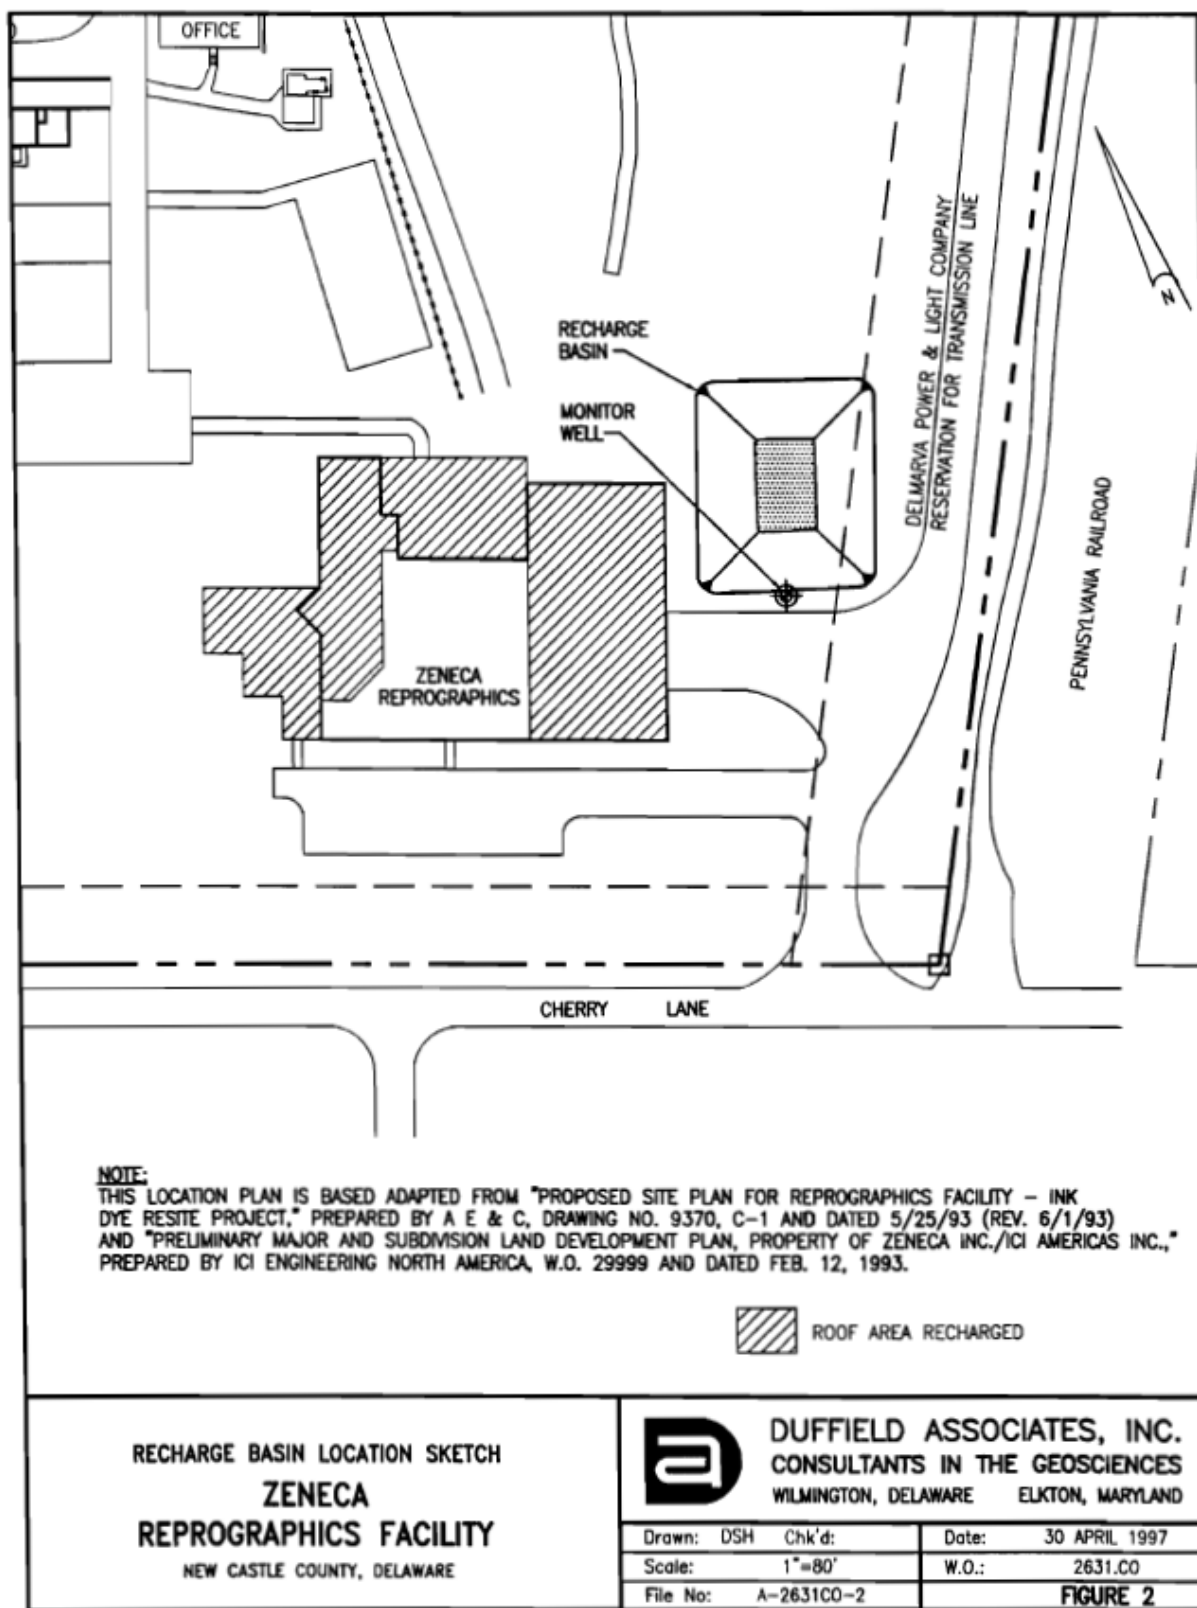 OFFICE
DELMARVA POWER & LIGHT COMPANY
RESERVATION FOR TRANSMISSION LINE
N
RECHARGE
BASIN
MONITOR
WELL
PENNSYLVANIA RAILROAD
ZENECA
REPROGRAPHICS
CHERRY LANE
NOTE:
THIS LOCATION PLAN IS BASED ADAPTED FROM "PROPOSED SITE PLAN FOR REPROGRAPHICS FACILITY – INK
DYE RESITE PROJECT," PREPARED BY A E & C, DRAWING NO. 9370, C-1 AND DATED 5/25/93 (REV. 6/1/93)
AND "PRELIMINARY MAJOR AND SUBDIVISION LAND DEVELOPMENT PLAN, PROPERTY OF ZENECA INC./ICI AMERICAS INC.,"
PREPARED BY ICI ENGINEERING NORTH AMERICA, W.O. 29999 AND DATED FEB. 12, 1993.
ROOF AREA RECHARGED
RECHARGE BASIN LOCATION SKETCH
ZENECA
REPROGRAPHICS FACILITY
NEW CASTLE COUNTY, DELAWARE
DUFFIELD ASSOCIATES, INC.
CONSULTANTS IN THE GEOSCIENCES
WILMINGTON, DELAWARE ELKTON, MARYLAND
Drawn: DSH Chk'd: Date: 30 APRIL 1997
Scale: 1"=80' W.O.: 2631.CO
File No: A-2631CO-2 FIGURE 2